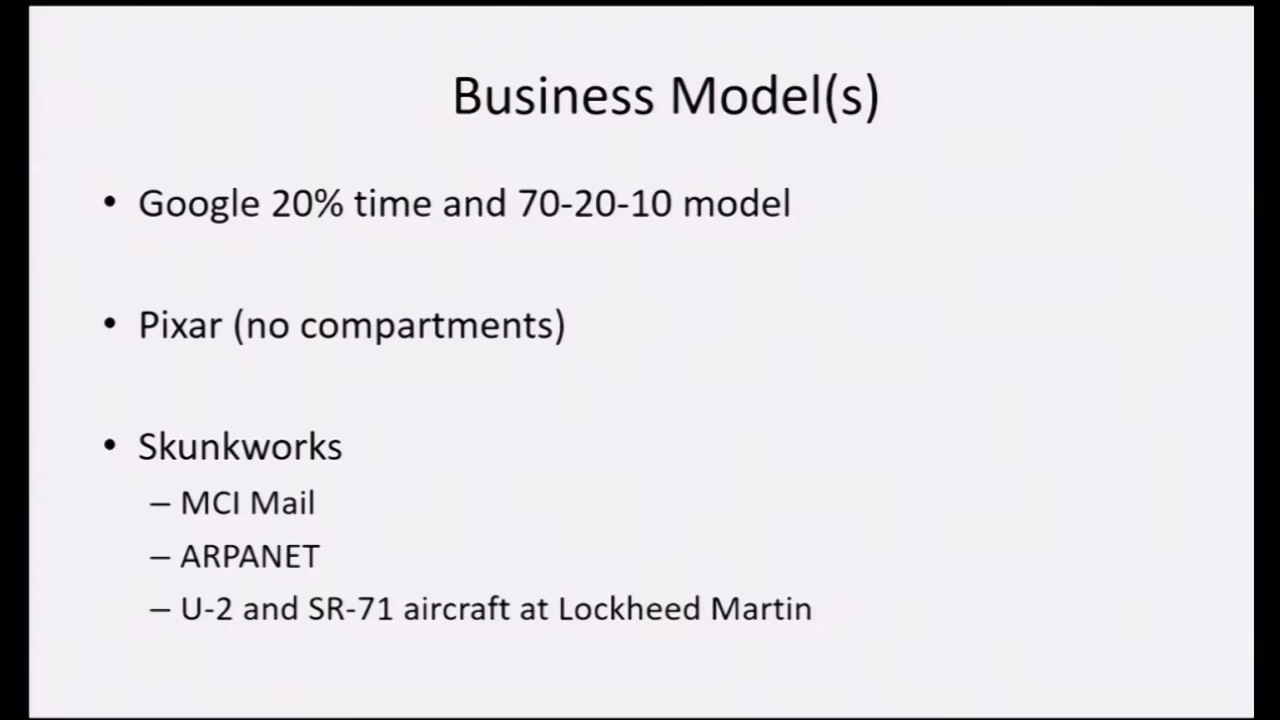 Business Model(s)
• Google 20% time and 70-20-10 model
• Pixar (no compartments)
• Skunkworks
– MCI Mail
– ARPANET
– U-2 and SR-71 aircraft at Lockheed Martin